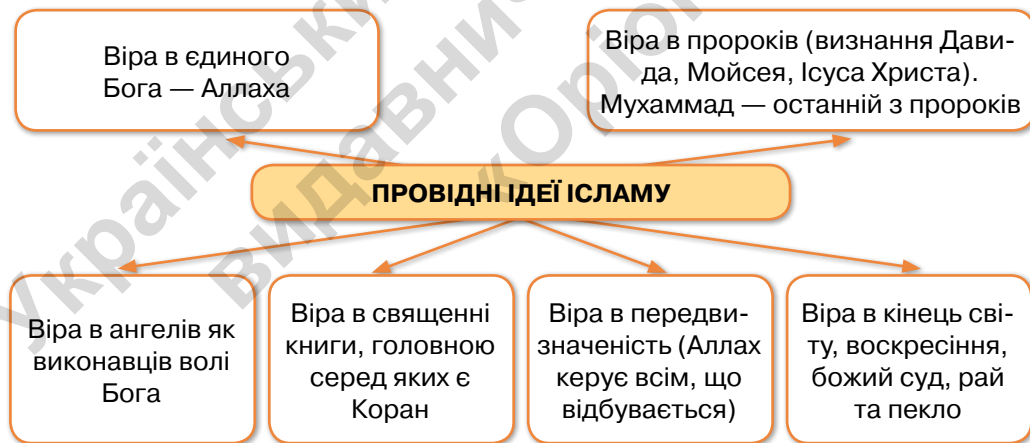 Віра в єдиного
Бога — Аллаха
Віра в пророків (визнання Дави-
да, Мойсея, Ісуса Христа).
Мухаммад — останній з пророків
ПРОВІДНІ ІДЕЇ ІСЛАМУ
Віра в ангелів як
виконавців волі
Бога
Віра в священні
книги, головною
серед яких є
Коран
Віра в передви-
значеність (Аллах
керує всім, що
відбувається)
Віра в кінець сві-
ту, воскресіння,
божий суд, рай
та пекло